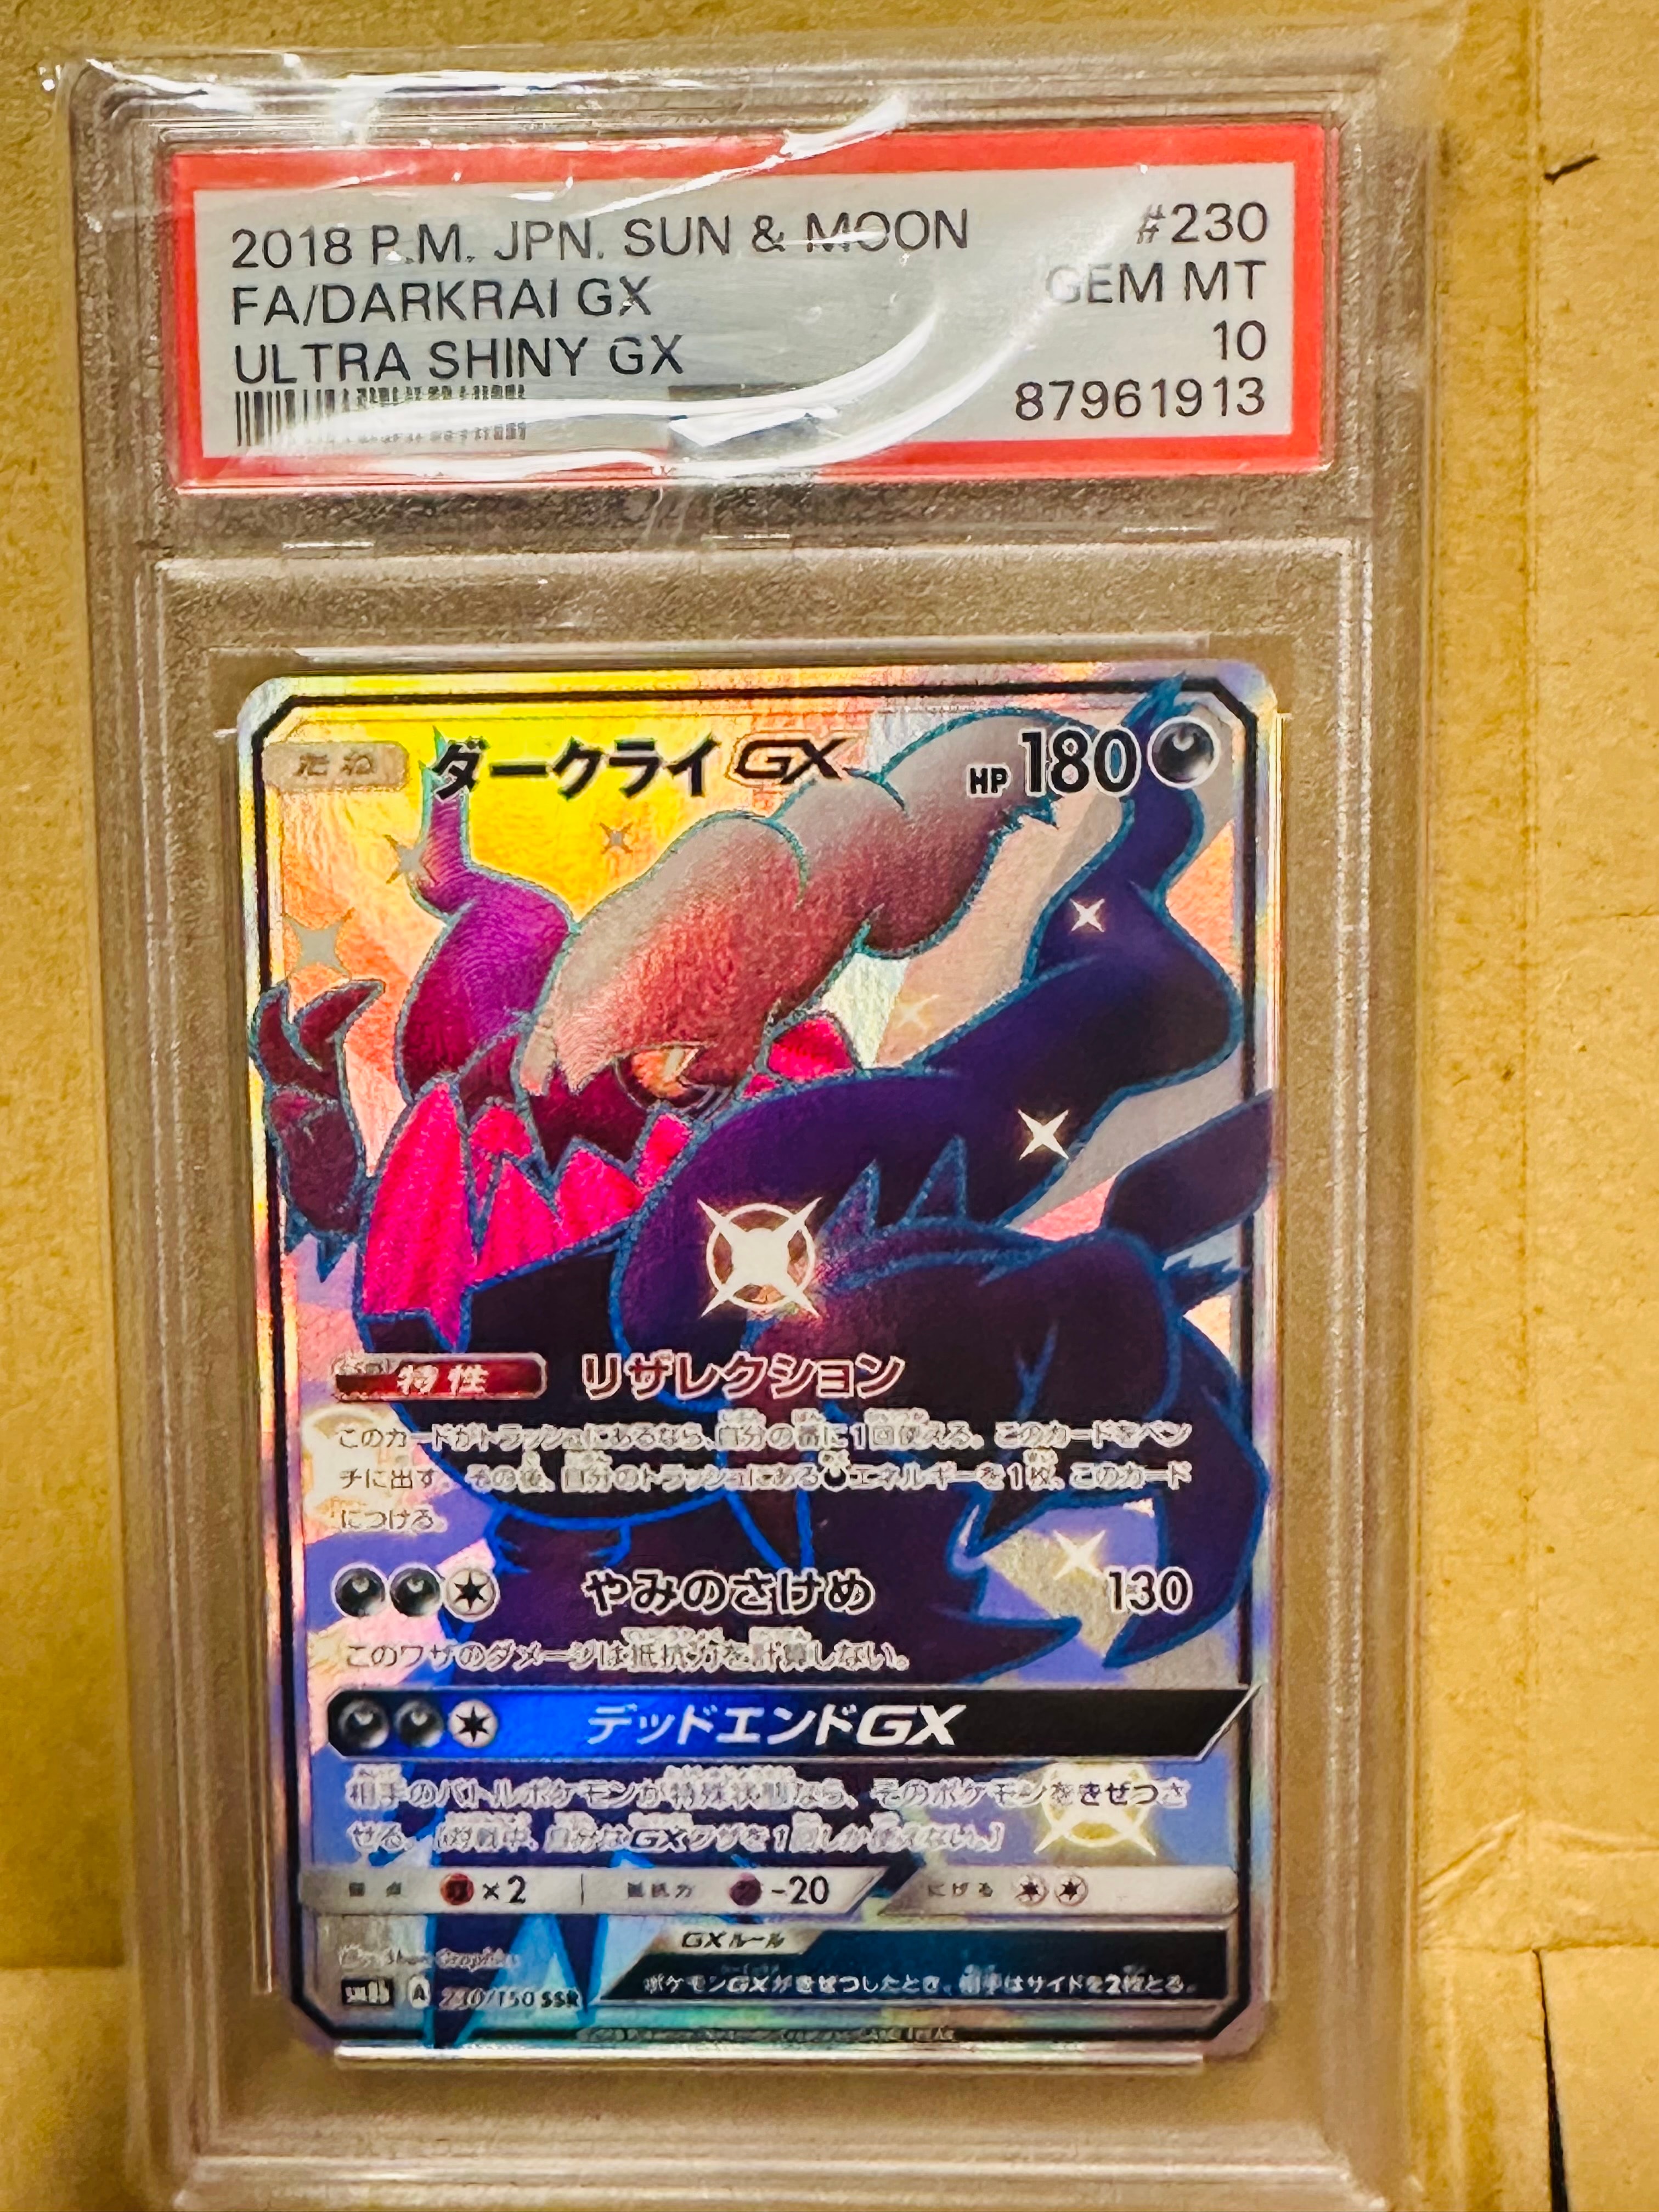 2018 P.M. JPN. SUN & MOON #230
FA/DARKRAI GX GEM MT
ULTRA SHINY GX 10
87961913
たね ダークライGX HP 180
特性 リザレクション
このカードがトラッシュにあるなら、自分の番に1回使える。このカードをベン
チに出す。その後、自分のトラッシュにあるエネルギーを1枚、このカード
につける。
やみのさけめ 130
このワザのダメージは抵抗力を計算しない。
デッドエンドGX
相手のバトルポケモンが特殊状態なら、そのポケモンをきぜつさ
せる。[対戦中、自分はGXワザを1回しか使えない。]
弱点 ×2 抵抗力 -20 にげる
GXルール
ポケモンGXがきぜつしたとき、相手はサイドを2枚とる。
SM8b A 230/150 SSR